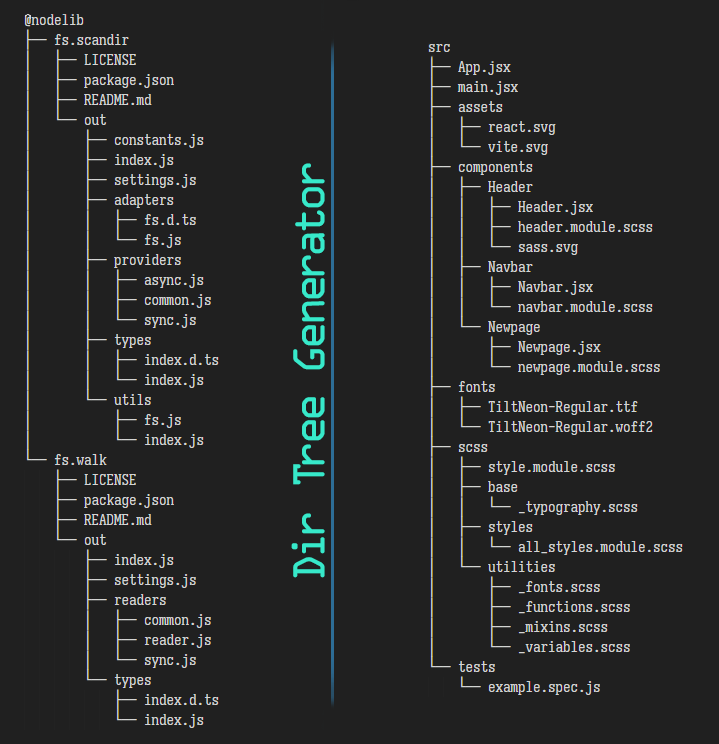 @nodelib
├── fs.scandir
│   ├── LICENSE
│   ├── package.json
│   ├── README.md
│   └── out
│       ├── constants.js
│       ├── index.js
│       ├── settings.js
│       ├── adapters
│       │   ├── fs.d.ts
│       │   └── fs.js
│       ├── providers
│       │   ├── async.js
│       │   ├── common.js
│       │   └── sync.js
│       ├── types
│       │   ├── index.d.ts
│       │   └── index.js
│       └── utils
│           ├── fs.js
│           └── index.js
└── fs.walk
    ├── LICENSE
    ├── package.json
    ├── README.md
    └── out
        ├── index.js
        ├── settings.js
        ├── readers
        │   ├── common.js
        │   ├── reader.js
        │   └── sync.js
        └── types
            ├── index.d.ts
            └── index.js
Dir Tree Generator
src
├── App.jsx
├── main.jsx
├── assets
│   ├── react.svg
│   └── vite.svg
├── components
│   ├── Header
│   │   ├── Header.jsx
│   │   ├── header.module.scss
│   │   └── sass.svg
│   ├── Navbar
│   │   ├── Navbar.jsx
│   │   └── navbar.module.scss
│   └── Newpage
│       ├── Newpage.jsx
│       └── newpage.module.scss
├── fonts
│   ├── TiltNeon-Regular.ttf
│   └── TiltNeon-Regular.woff2
├── scss
│   ├── style.module.scss
│   ├── base
│   │   └── _typography.scss
│   ├── styles
│   │   └── all_styles.module.scss
│   └── utilities
│       ├── _fonts.scss
│       ├── _functions.scss
│       ├── _mixins.scss
│       └── _variables.scss
└── tests
    └── example.spec.js